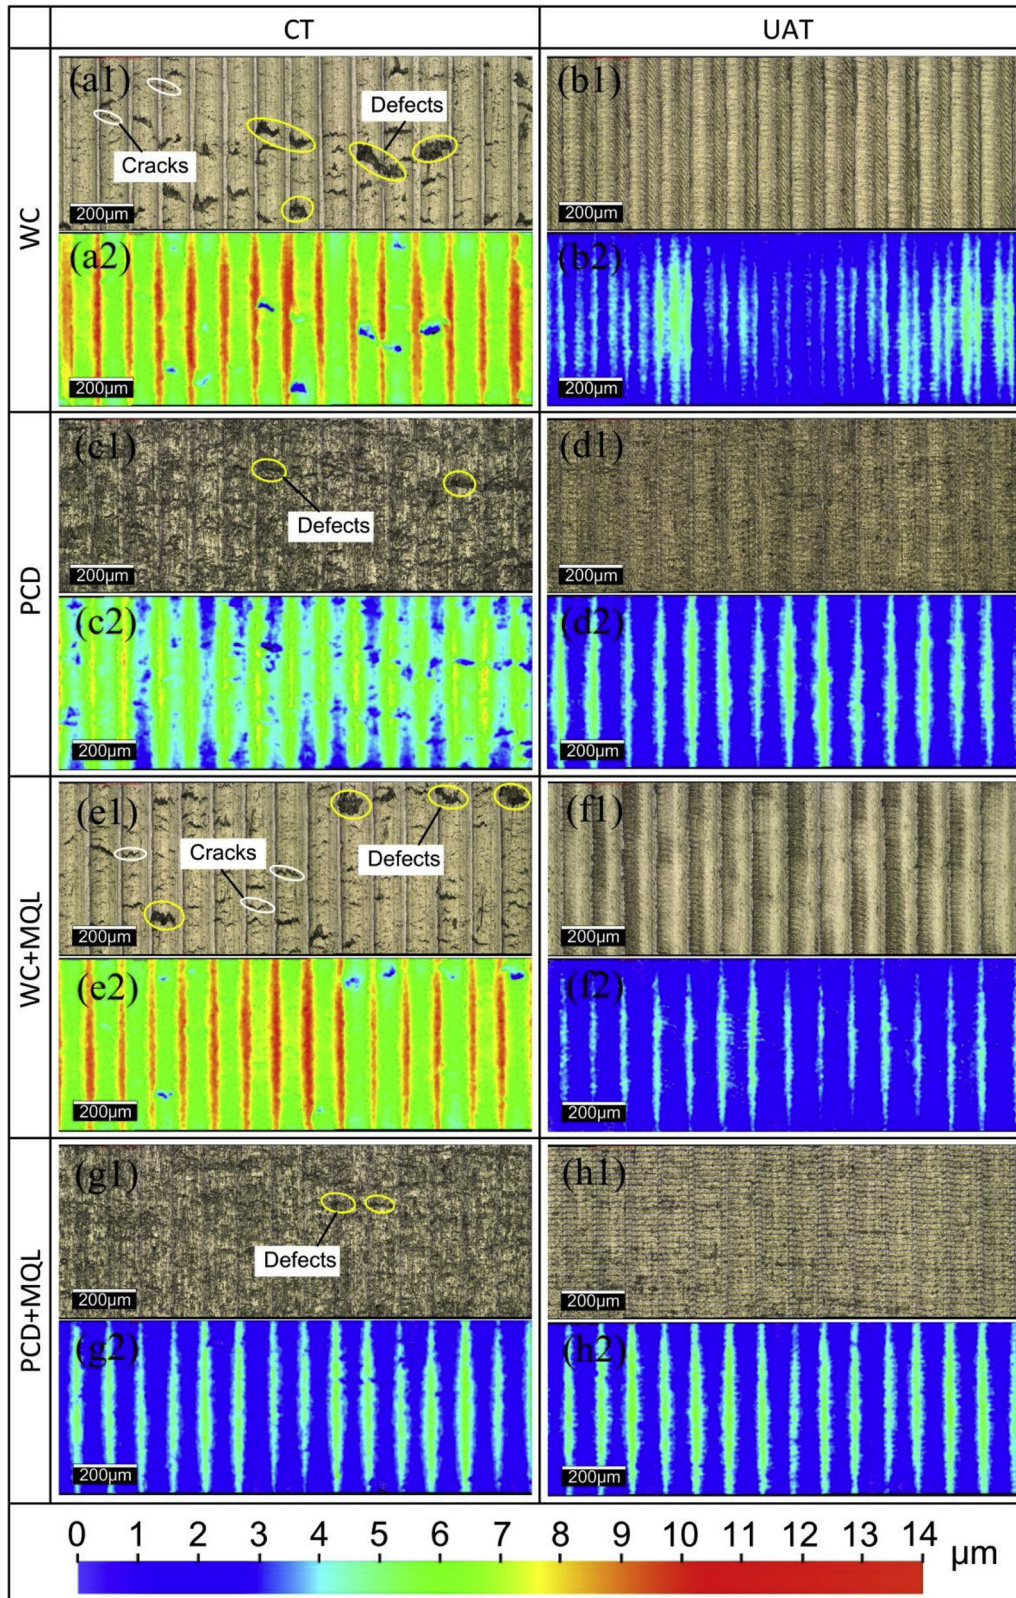 CT UAT
WC
(a1) Defects Cracks 200μm
(b1) 200μm
(a2) 200μm
(b2) 200μm
PCD
(c1) Defects 200μm
(d1) 200μm
(c2) 200μm
(d2) 200μm
WC+MQL
(e1) Cracks Defects 200μm
(f1) 200μm
(e2) 200μm
(f2) 200μm
PCD+MQL
(g1) Defects 200μm
(h1) 200μm
(g2) 200μm
(h2) 200μm
0 1 2 3 4 5 6 7 8 9 10 11 12 13 14 μm